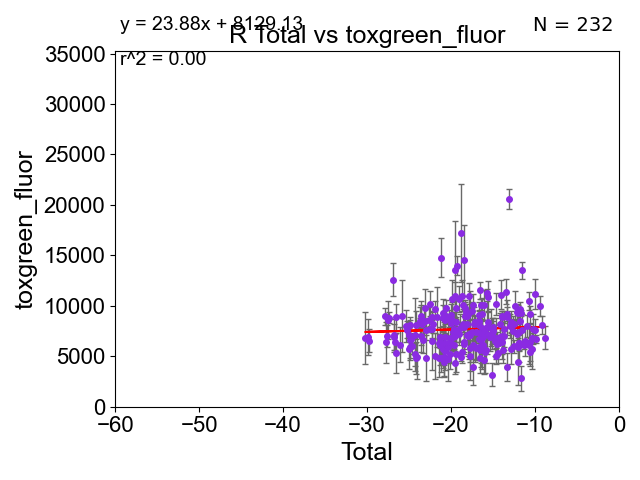 y = 23.88x + 8129.13
N = 232
R Total vs toxgreen_fluor
r^2 = 0.00
toxgreen_fluor
35000
30000
25000
20000
15000
10000
5000
0
−60 −50 −40 −30 −20 −10 0
Total